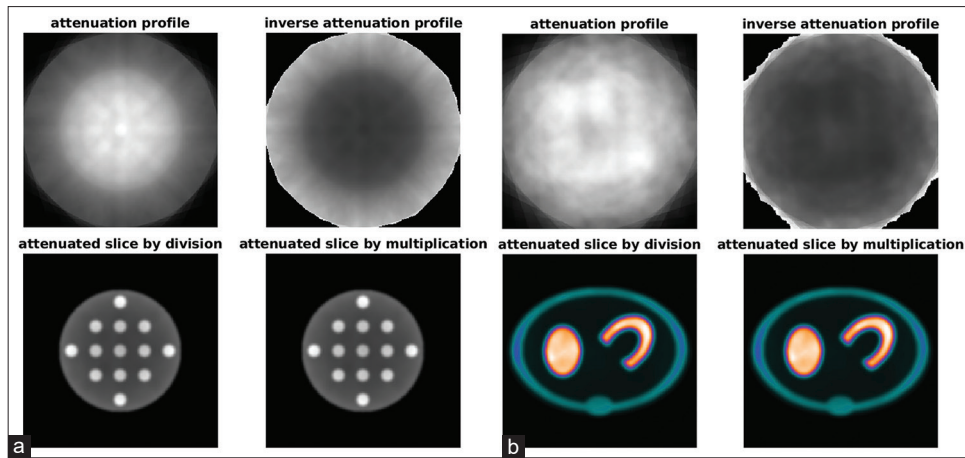 attenuation profile
inverse attenuation profile
attenuation profile
inverse attenuation profile
attenuated slice by division
attenuated slice by multiplication
attenuated slice by division
attenuated slice by multiplication
a
b